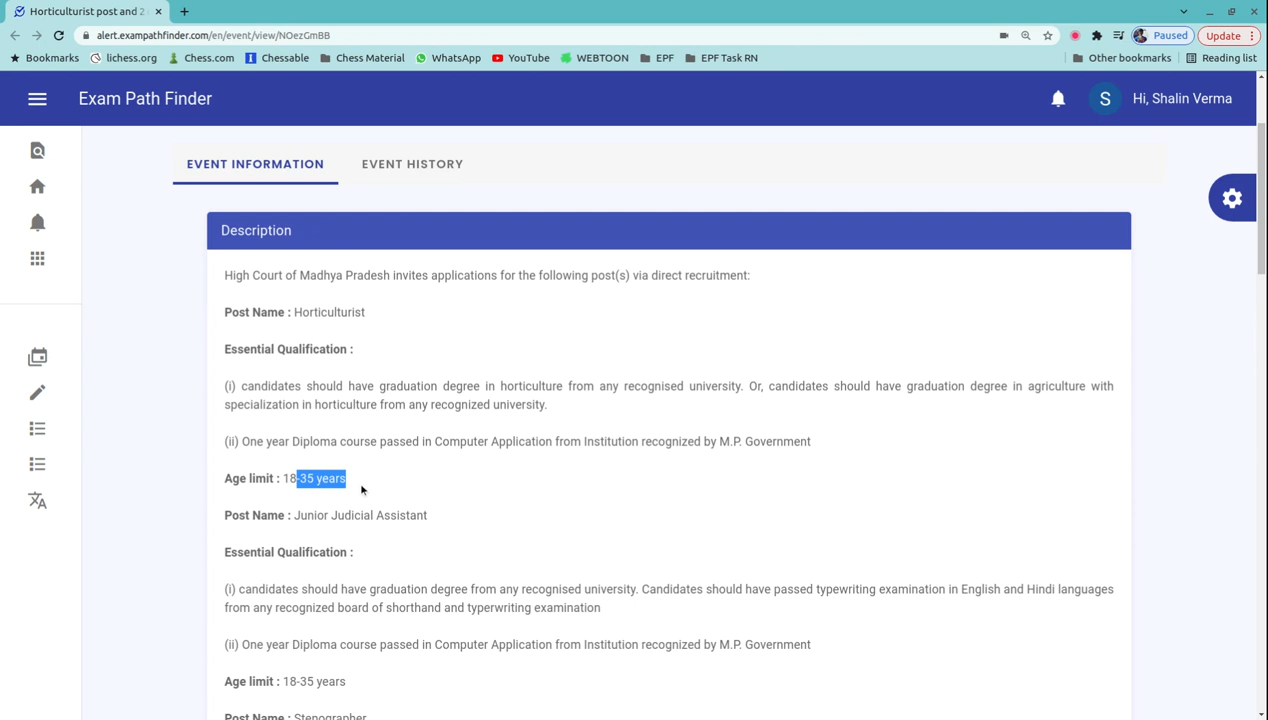 Horticulturist post and 2
alert.exampathfinder.com/en/event/view/NOezGmBB
Paused
Update
Bookmarks
lichess.org
Chess.com
Chessable
Chess Material
WhatsApp
YouTube
WEBTOON
EPF
EPF Task RN
Other bookmarks
Reading list
Exam Path Finder
S
Hi, Shalin Verma
EVENT INFORMATION
EVENT HISTORY
Description
High Court of Madhya Pradesh invites applications for the following post(s) via direct recruitment:
Post Name : Horticulturist
Essential Qualification :
(i) candidates should have graduation degree in horticulture from any recognised university. Or, candidates should have graduation degree in agriculture with
specialization in horticulture from any recognized university.
(ii) One year Diploma course passed in Computer Application from Institution recognized by M.P. Government
Age limit : 18-35 years
Post Name : Junior Judicial Assistant
Essential Qualification :
(i) candidates should have graduation degree from any recognised university. Candidates should have passed typewriting examination in English and Hindi languages
from any recognized board of shorthand and typerwriting examination
(ii) One year Diploma course passed in Computer Application from Institution recognized by M.P. Government
Age limit : 18-35 years
Post Name : Stenographer